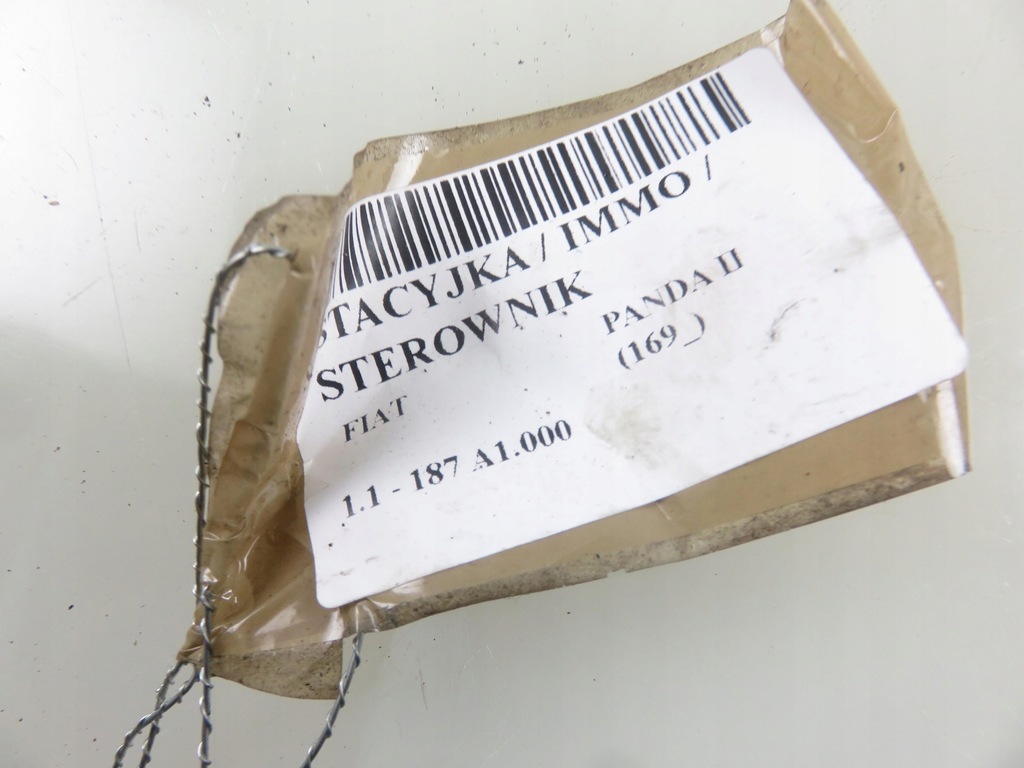 STACYJKA / IMMO /
STEROWNIK
FIAT PANDA II
(169_)
1.1 - 187 A1.000